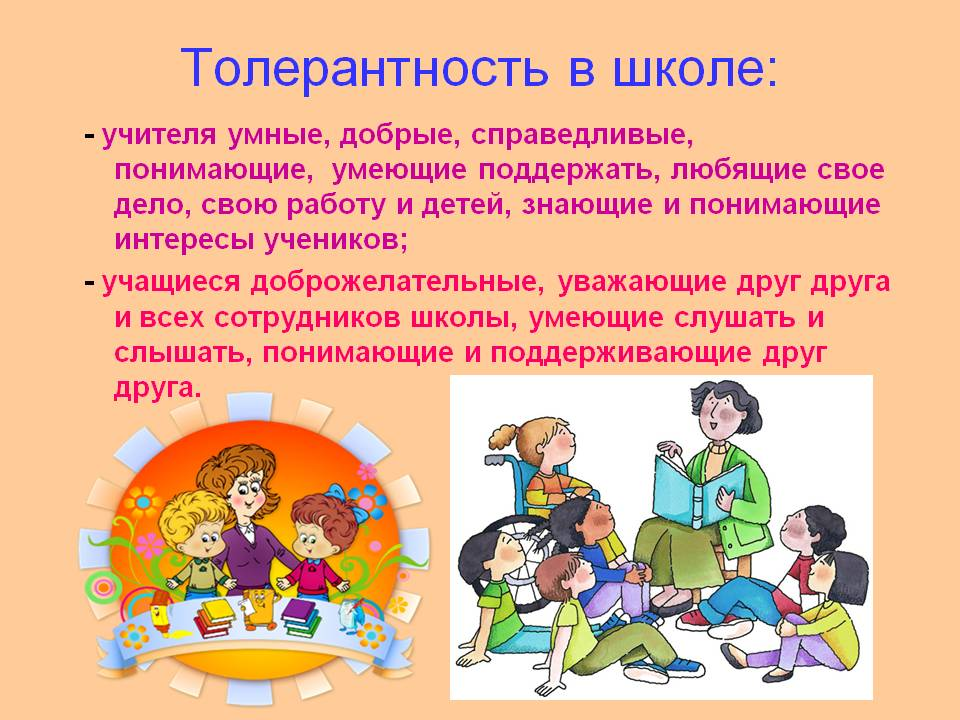 Толерантность в школе:
- учителя умные, добрые, справедливые,
понимающие, умеющие поддержать, любящие свое
дело, свою работу и детей, знающие и понимающие
интересы учеников;
- учащиеся доброжелательные, уважающие друг друга
и всех сотрудников школы, умеющие слушать и
слышать, понимающие и поддерживающие друг
друга.